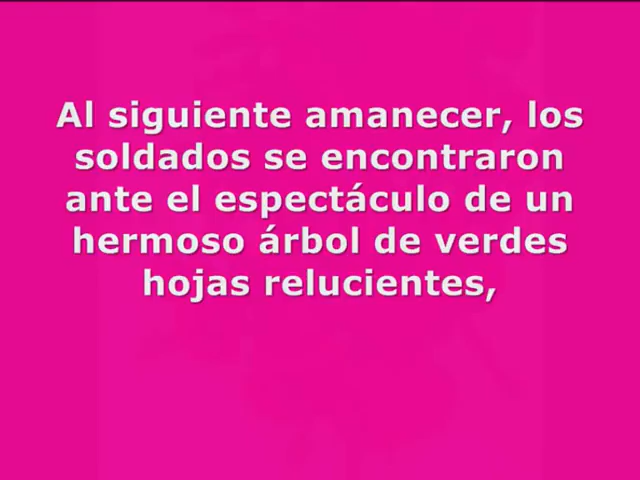 Al siguiente amanecer, los
soldados se encontraron
ante el espectáculo de un
hermoso árbol de verdes
hojas relucientes,